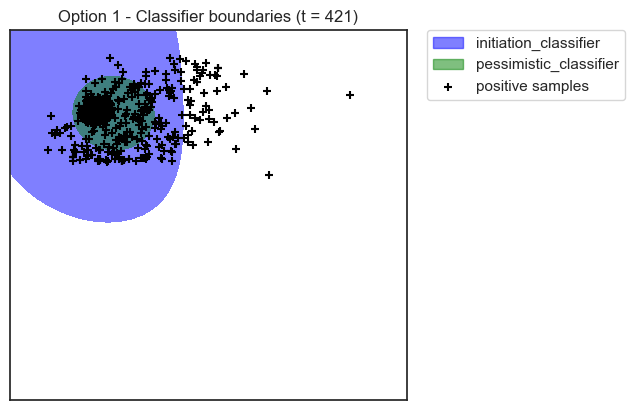 Option 1 - Classifier boundaries (t = 421)
initiation_classifier
pessimistic_classifier
positive samples